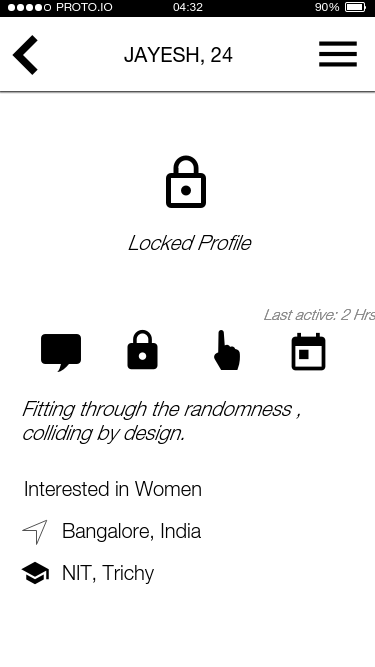 PROTO.IO 04:32 90%
JAYESH, 24
Locked Profile
Last active: 2 Hrs
Fitting through the randomness ,
colliding by design.
Interested in Women
Bangalore, India
NIT, Trichy